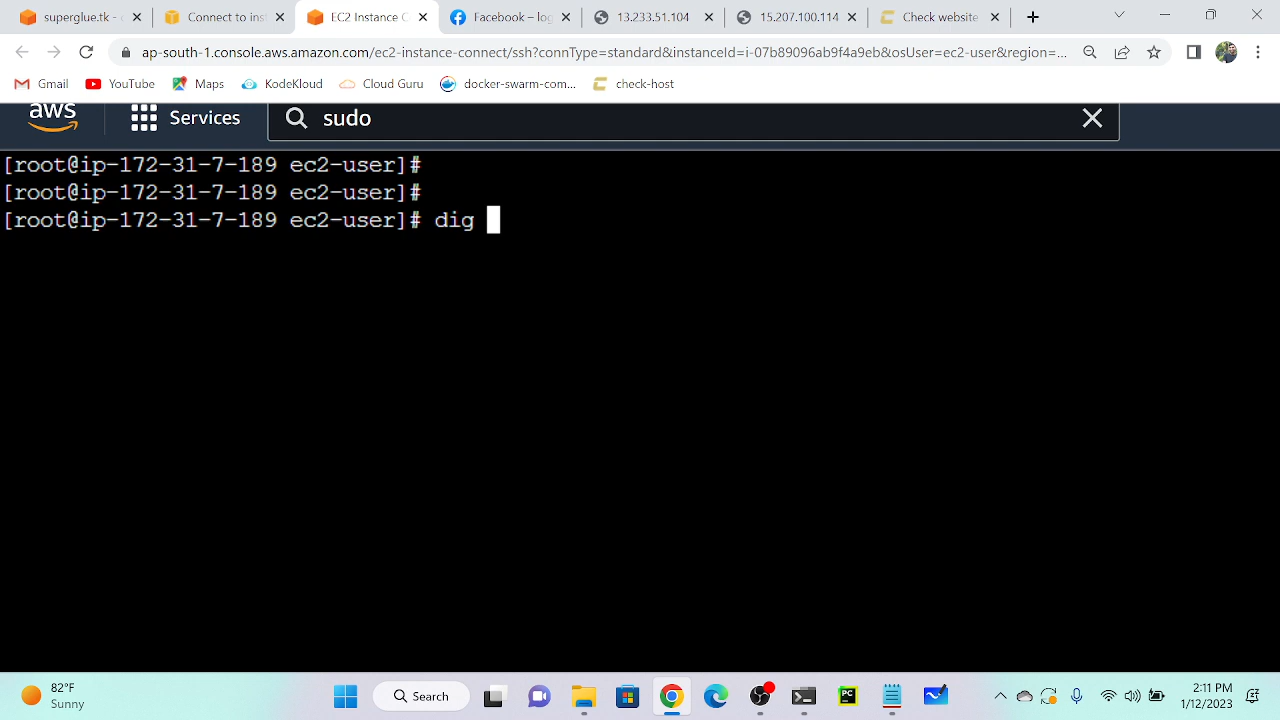 superglue.tk -
Connect to ins
EC2 Instance C
Facebook – log
13.233.51.104
15.207.100.114
Check website
ap-south-1.console.aws.amazon.com/ec2-instance-connect/ssh?connType=standard&instanceId=i-07b89096ab9f4a9eb&osUser=ec2-user&region=...
Gmail
YouTube
Maps
KodeKloud
Cloud Guru
docker-swarm-com...
check-host
aws
Services
sudo
[root@ip-172-31-7-189 ec2-user]#
[root@ip-172-31-7-189 ec2-user]#
[root@ip-172-31-7-189 ec2-user]# dig
82°F
Sunny
Search
PC
2:11 PM
1/12/2023